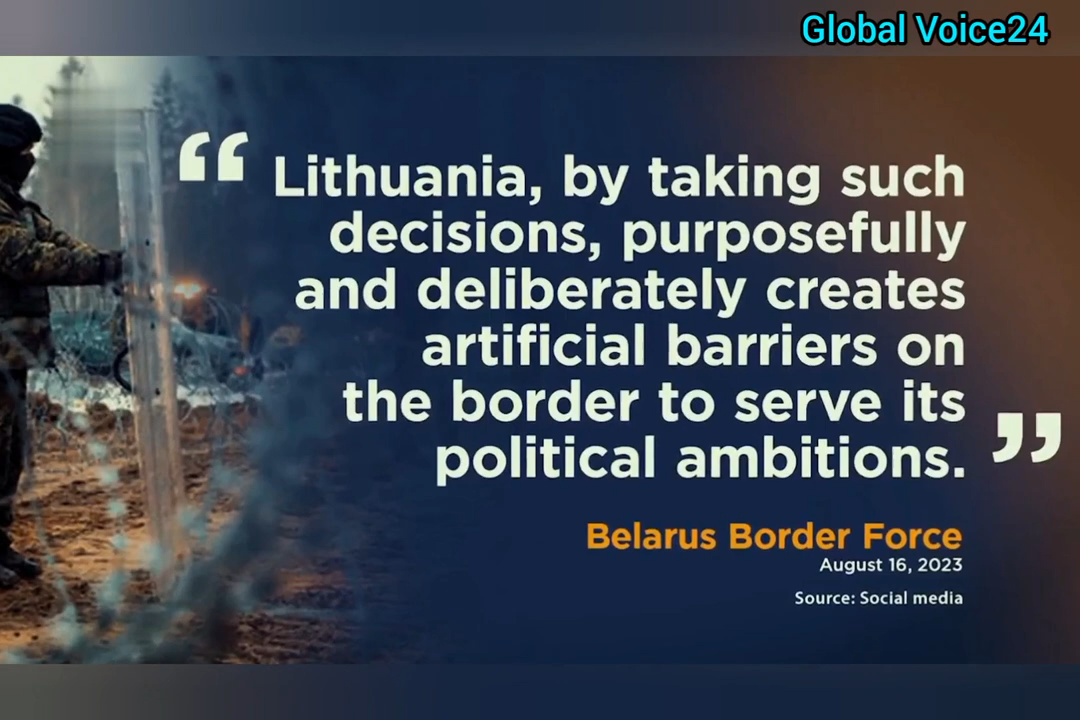 Global Voice24
“ Lithuania, by taking such
decisions, purposefully
and deliberately creates
artificial barriers on
the border to serve its
political ambitions. ”
Belarus Border Force
August 16, 2023
Source: Social media